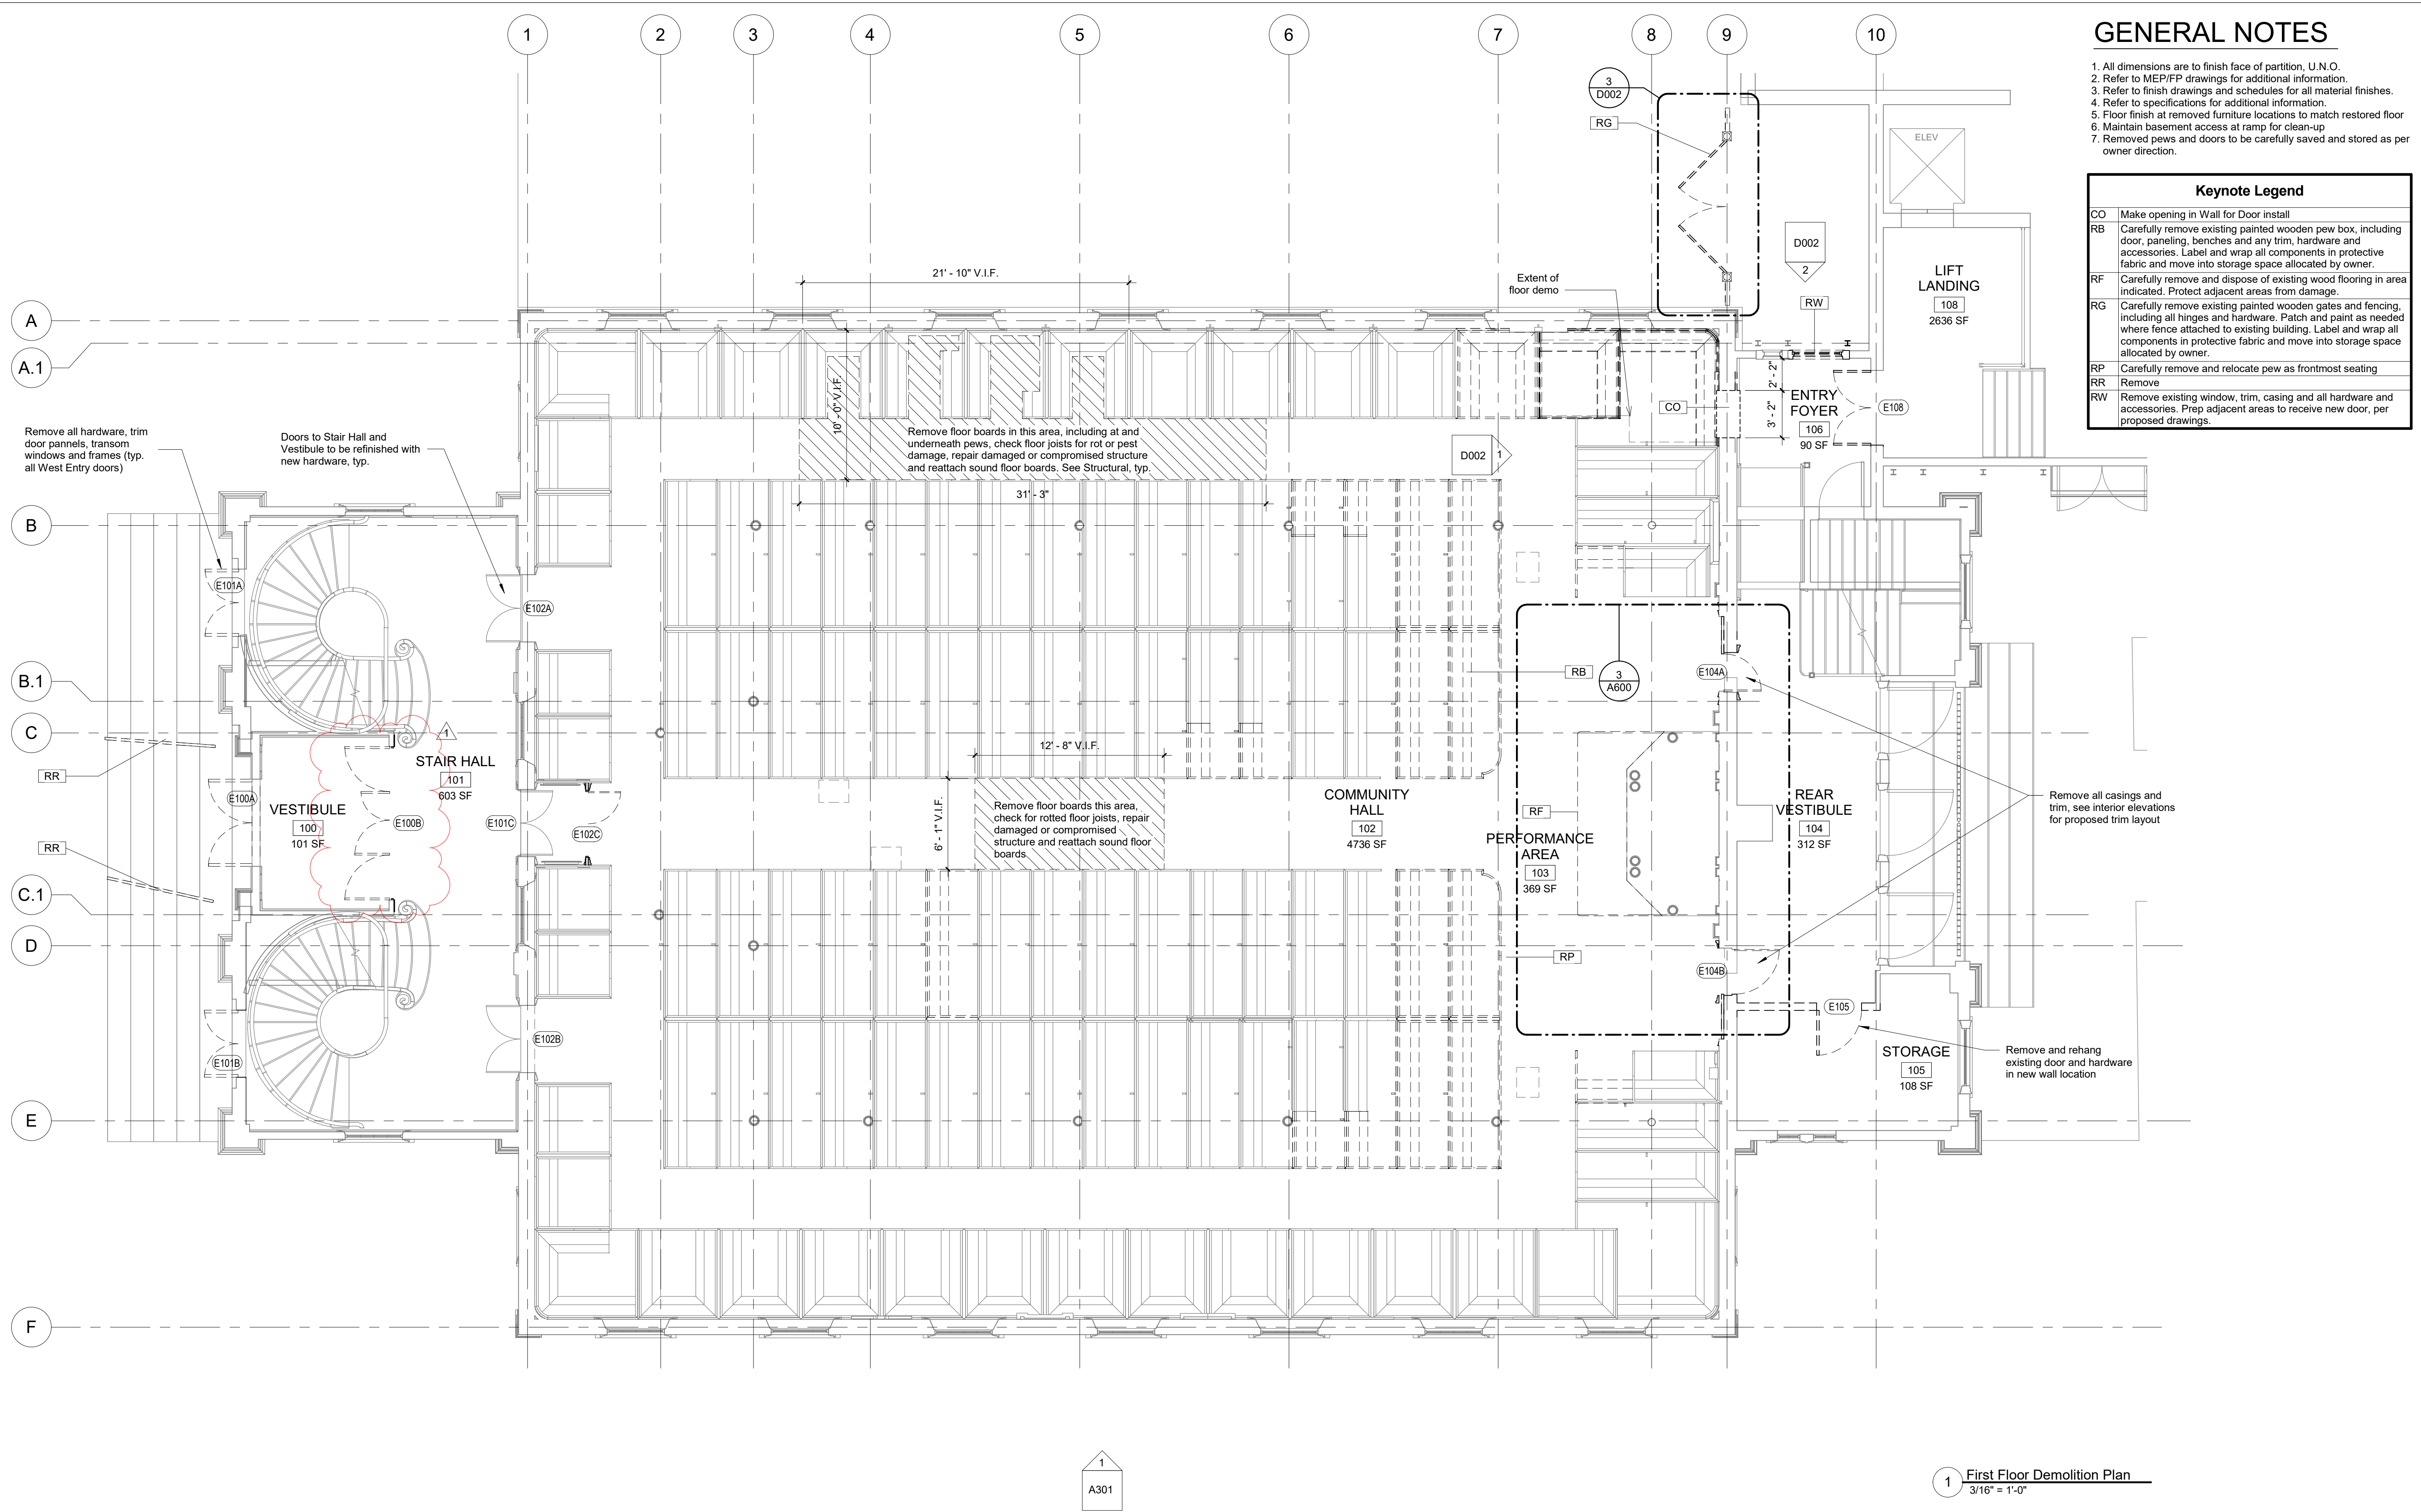 1
2
3
4
5
6
7
8
9
10
GENERAL NOTES
1. All dimensions are to finish face of partition, U.N.O.
2. Refer to MEP/FP drawings for additional information.
3. Refer to finish drawings and schedules for all material finishes.
4. Refer to specifications for additional information.
5. Floor finish at removed furniture locations to match restored floor
6. Maintain basement access at ramp for clean-up
7. Removed pews and doors to be carefully saved and stored as per
owner direction.
Keynote Legend
CO Make opening in Wall for Door install
RB Carefully remove existing painted wooden pew box, including
door, paneling, benches and any trim, hardware and
accessories. Label and wrap all components in protective
fabric and move into storage space allocated by owner.
RF Carefully remove and dispose of existing wood flooring in area
indicated. Protect adjacent areas from damage.
RG Carefully remove existing painted wooden gates and fencing,
including all hinges and hardware. Patch and paint as needed
where fence attached to existing building. Label and wrap all
components in protective fabric and move into storage space
allocated by owner.
RP Carefully remove and relocate pew as frontmost seating
RR Remove
RW Remove existing window, trim, casing and all hardware and
accessories. Prep adjacent areas to receive new door, per
proposed drawings.
3
D002
RG
ELEV
D002
2
RW
LIFT
LANDING
108
2636 SF
21' - 10" V.I.F.
Extent of
floor demo
A
A.1
10' - 0" V.I.F.
2' - 2"
3' - 2"
CO
ENTRY
FOYER
106
90 SF
E108
Remove all hardware, trim
door pannels, transom
windows and frames (typ.
all West Entry doors)
Doors to Stair Hall and
Vestibule to be refinished with
new hardware, typ.
Remove floor boards in this area, including at and
underneath pews, check floor joists for rot or pest
damage, repair damaged or compromised structure
and reattach sound floor boards. See Structural, typ.
D002
1
31' - 3"
B
E101A
E102A
B.1
RB
3
A600
E104A
C
1
STAIR HALL
101
603 SF
RR
12' - 8" V.I.F.
E100A
VESTIBULE
100
101 SF
E100B
E101C
E102C
6' - 1" V.I.F.
Remove floor boards this area,
check for rotted floor joists, repair
damaged or compromised
structure and reattach sound floor
boards
COMMUNITY
HALL
102
4736 SF
RF
PERFORMANCE
AREA
103
369 SF
REAR
VESTIBULE
104
312 SF
Remove all casings and
trim, see interior elevations
for proposed trim layout
RR
C.1
D
RP
E104B
E105
E102B
E101B
STORAGE
105
108 SF
Remove and rehang
existing door and hardware
in new wall location
E
F
1
A301
1
First Floor Demolition Plan
3/16" = 1'-0"